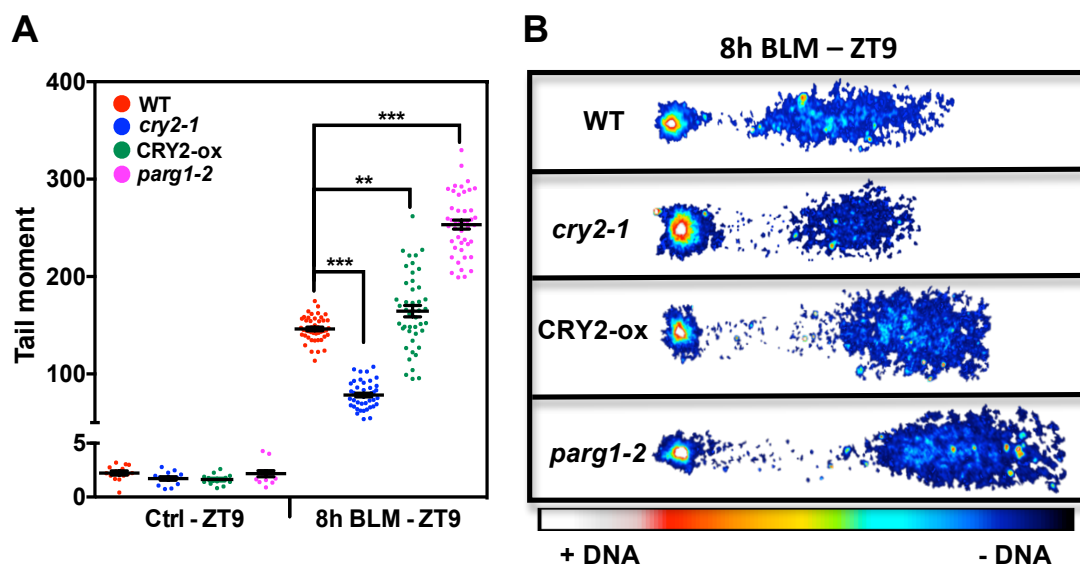 A
Tail moment
400
300
200
100
5
0
WT
cry2-1
CRY2-ox
parg1-2
***
**
***
Ctrl - ZT9
8h BLM - ZT9
B
8h BLM – ZT9
WT
cry2-1
CRY2-ox
parg1-2
+ DNA
- DNA